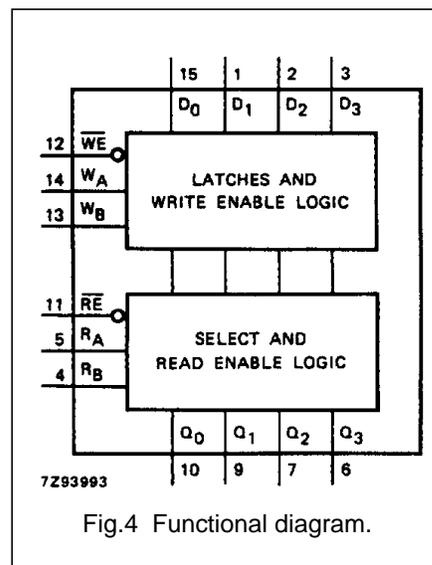 15 1 2 3
D0 D1 D2 D3
12 W̅E̅
14 WA
13 WB
LATCHES AND
WRITE ENABLE LOGIC
11 R̅E̅
5 RA
4 RB
SELECT AND
READ ENABLE LOGIC
Q0 Q1 Q2 Q3
10 9 7 6
7Z93993
Fig.4 Functional diagram.